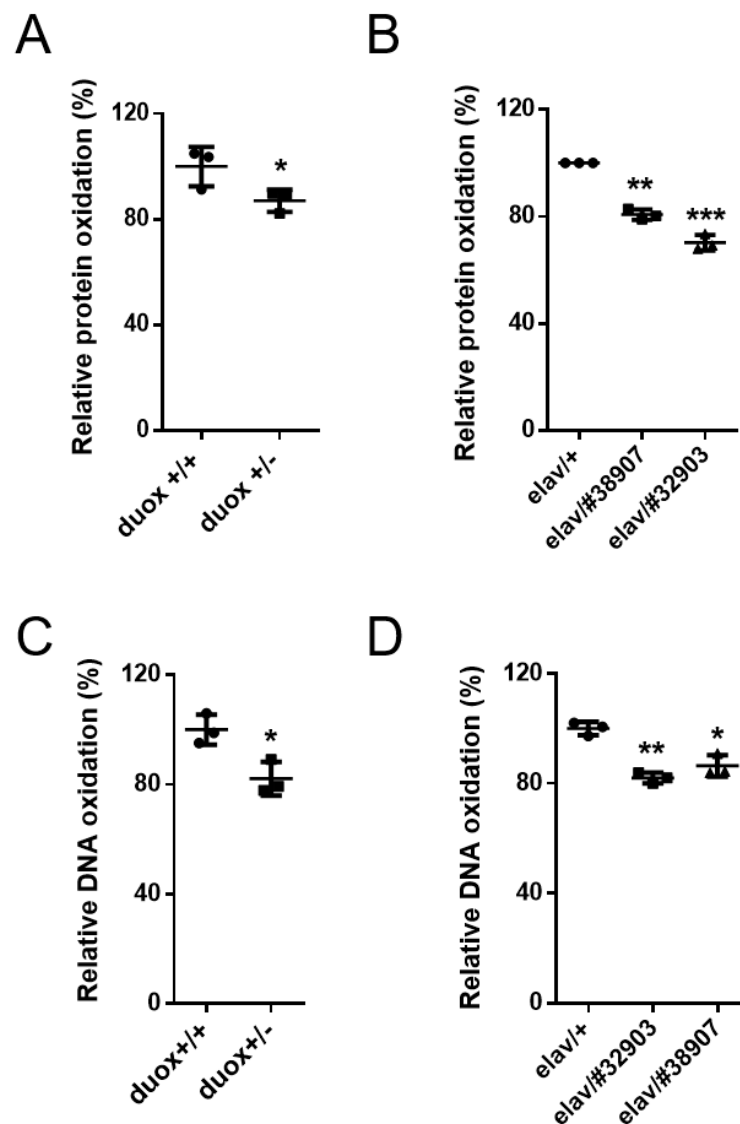 A
Relative protein oxidation (%)
120
80
40
0
*
duox +/+
duox +/-
B
Relative protein oxidation (%)
120
80
40
0
**
***
elav/+
elav/#38907
elav/#32903
C
Relative DNA oxidation (%)
120
80
40
0
*
duox+/+
duox+/-
D
Relative DNA oxidation (%)
120
80
40
0
**
*
elav/+
elav/#32903
elav/#38907